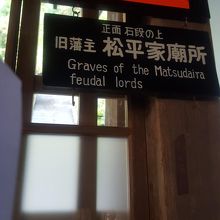 正面 石段の上
旧藩主 松平家廟所
Graves of the Matsudaira
feudal lords